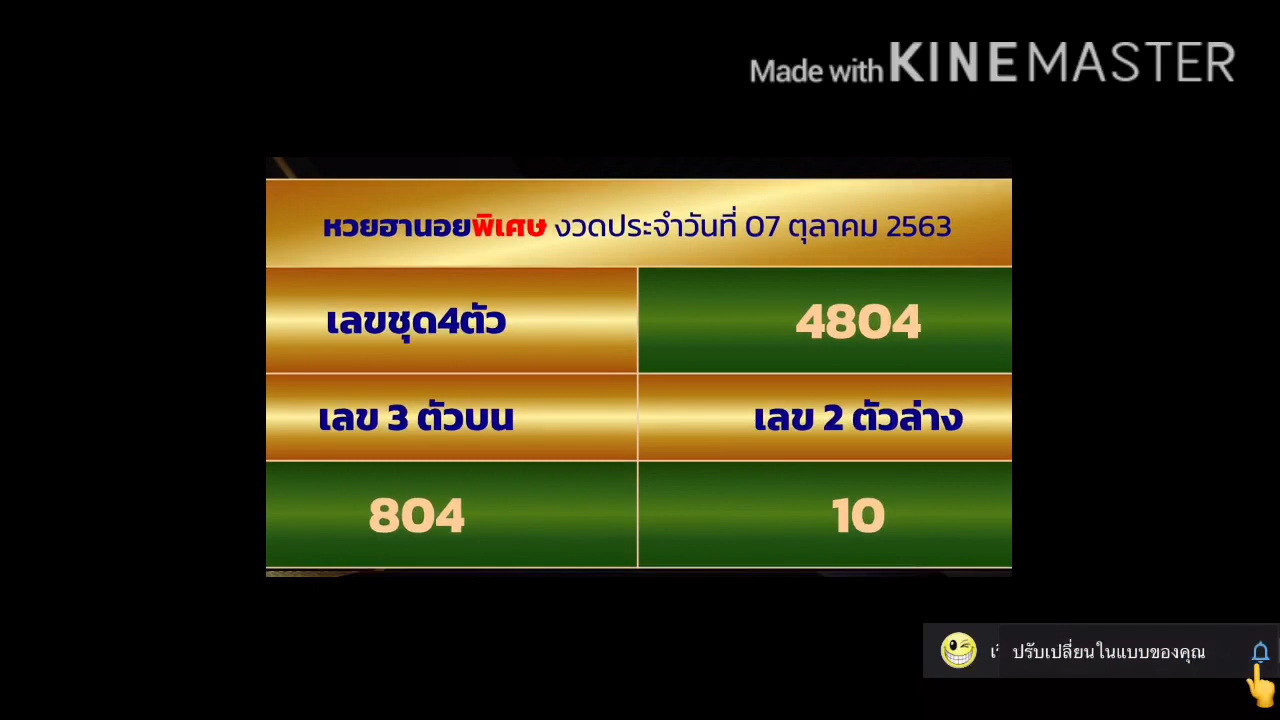 Made with KINEMASTER
หวยฮานอยพิเศษ งวดประจำวันที่ 07 ตุลาคม 2563
เลขชุด4ตัว 4804
เลข 3 ตัวบน เลข 2 ตัวล่าง
804 10
ปรับเปลี่ยนในแบบของคุณ